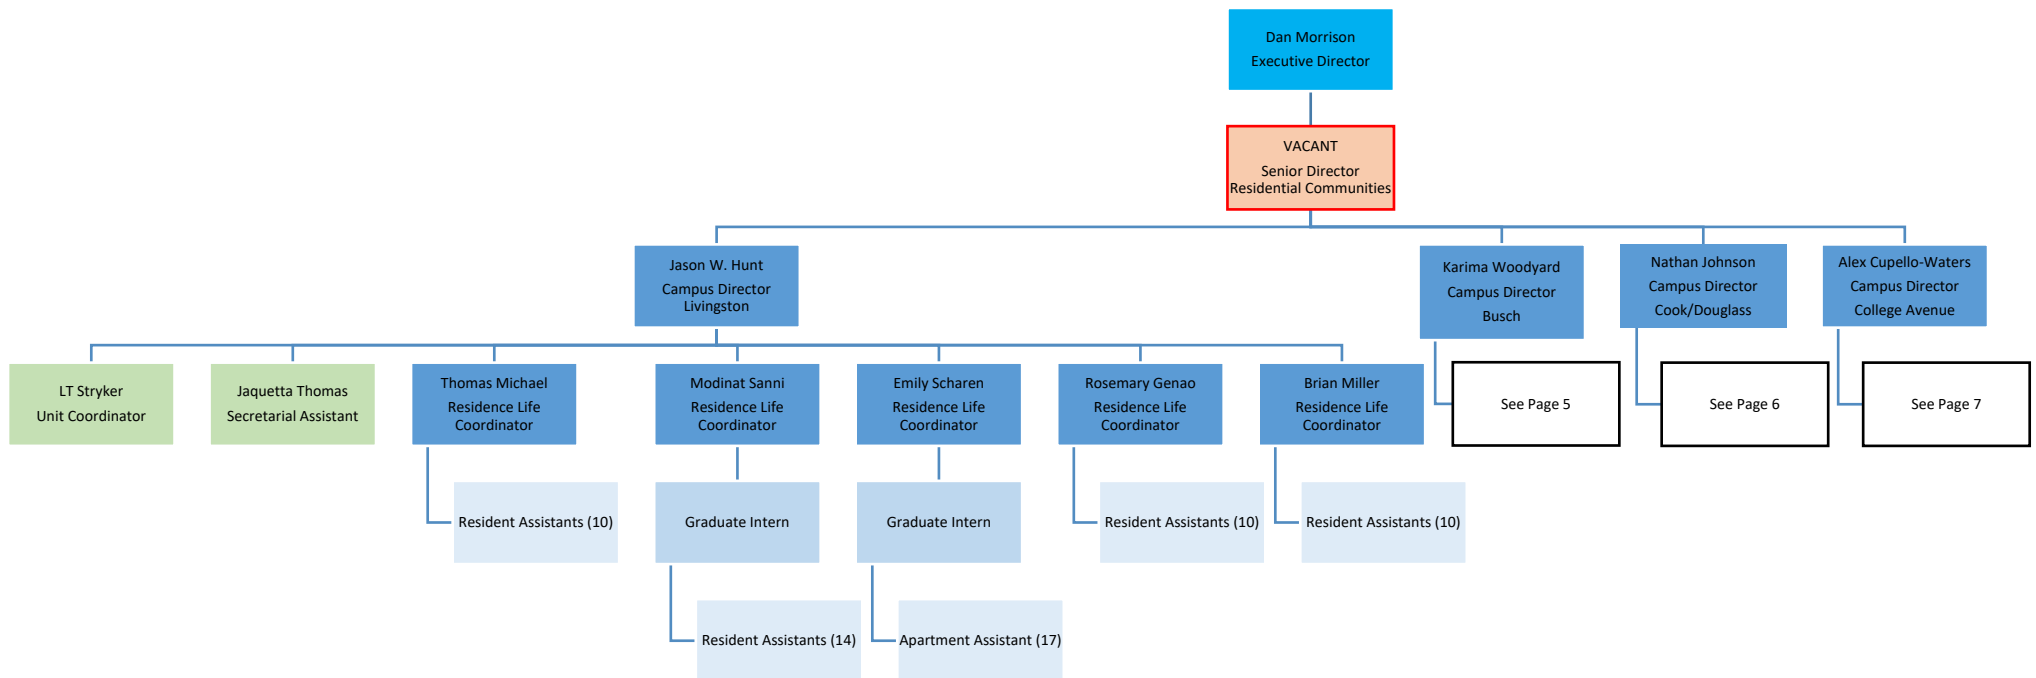 Dan Morrison
Executive Director
VACANT
Senior Director
Residential Communities
Jason W. Hunt
Campus Director
Livingston
Karima Woodyard
Campus Director
Busch
Nathan Johnson
Campus Director
Cook/Douglass
Alex Cupello-Waters
Campus Director
College Avenue
LT Stryker
Unit Coordinator
Jaquetta Thomas
Secretarial Assistant
Thomas Michael
Residence Life
Coordinator
Modinat Sanni
Residence Life
Coordinator
Emily Scharen
Residence Life
Coordinator
Rosemary Genao
Residence Life
Coordinator
Brian Miller
Residence Life
Coordinator
See Page 5
See Page 6
See Page 7
Resident Assistants (10)
Graduate Intern
Graduate Intern
Resident Assistants (10)
Resident Assistants (10)
Resident Assistants (14)
Apartment Assistant (17)